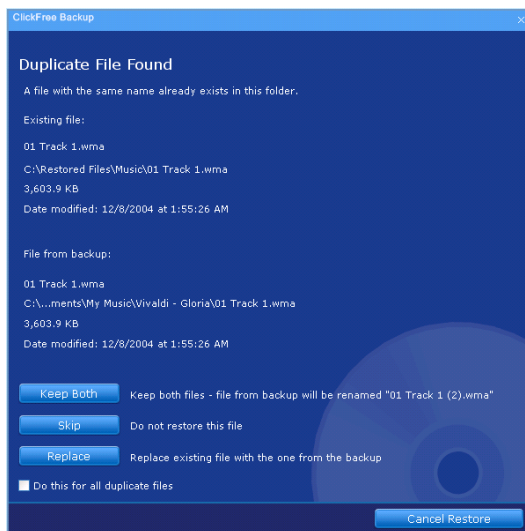 ClickFree Backup
Duplicate File Found
A file with the same name already exists in this folder.
Existing file:
01 Track 1.wma
C:\Restored Files\Music\01 Track 1.wma
3,603.9 KB
Date modified: 12/8/2004 at 1:55:26 AM
File from backup:
01 Track 1.wma
C:\...ments\My Music\Vivaldi - Gloria\01 Track 1.wma
3,603.9 KB
Date modified: 12/8/2004 at 1:55:26 AM
Keep Both Keep both files - file from backup will be renamed "01 Track 1 (2).wma"
Skip Do not restore this file
Replace Replace existing file with the one from the backup
Do this for all duplicate files
Cancel Restore